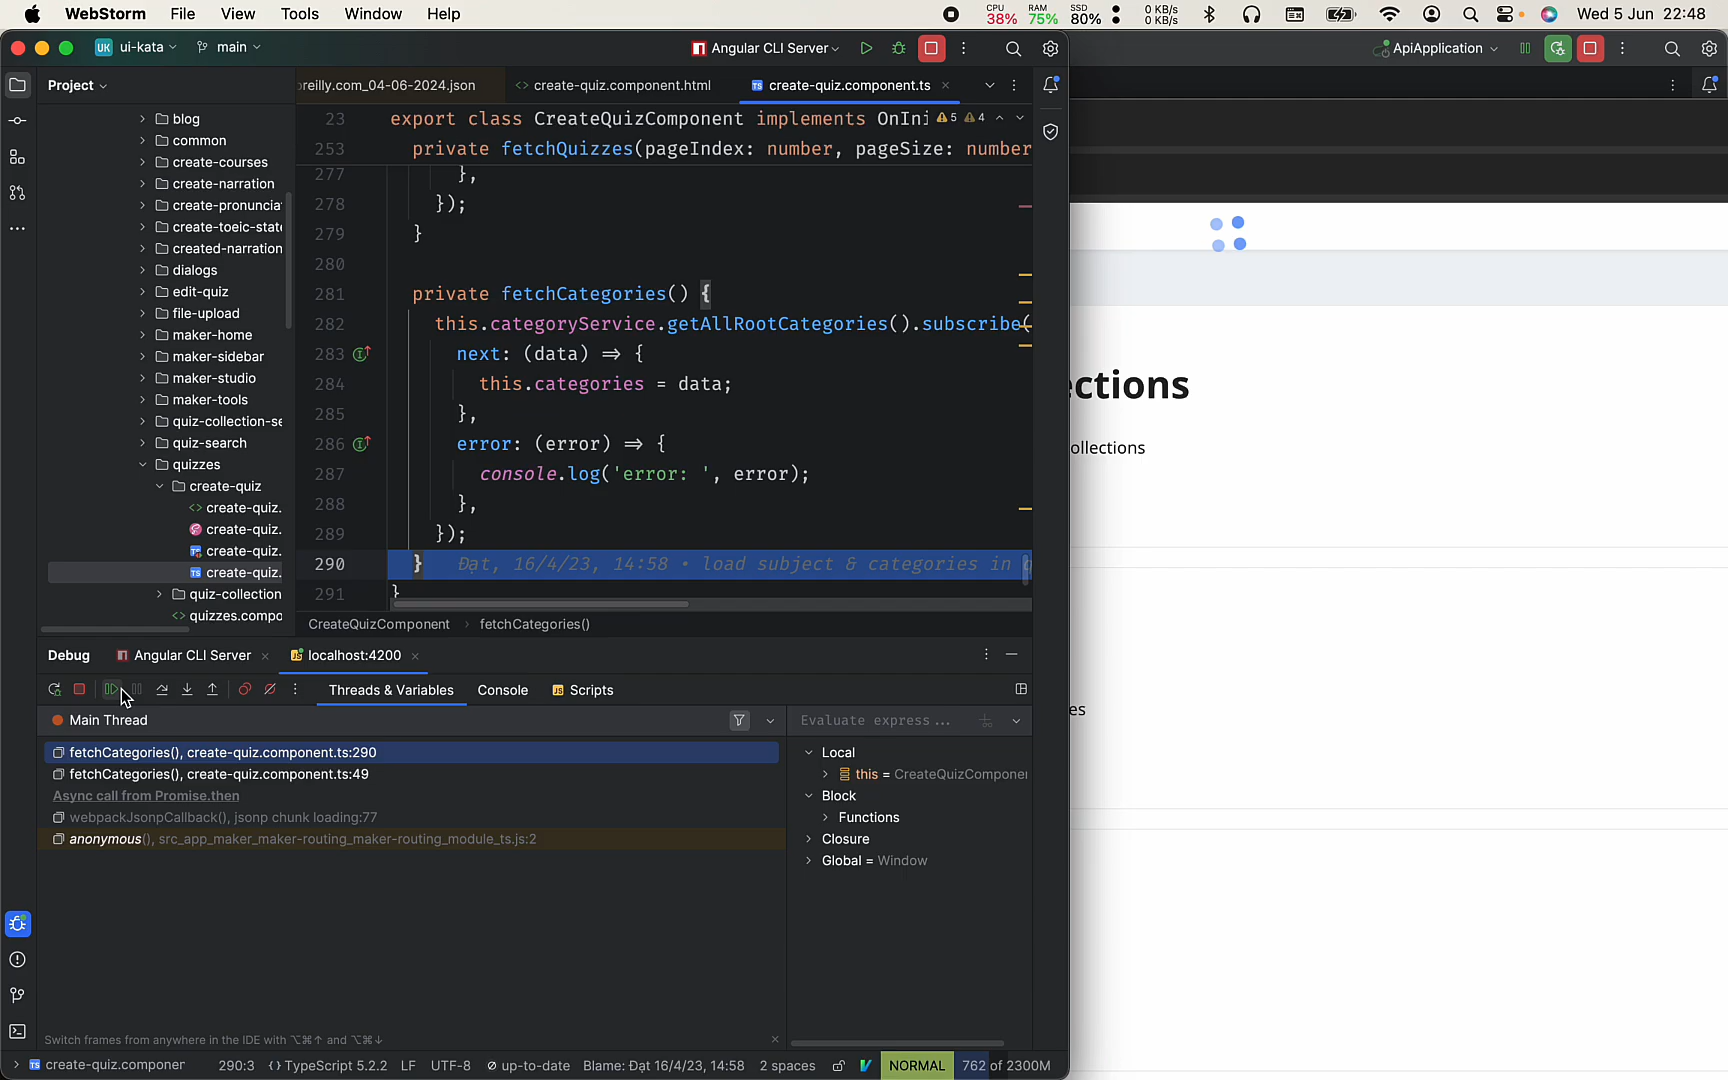 WebStorm File View Tools Window Help
CPU 38% RAM 75% SSD 80% 0 KB/s 0 KB/s Wed 5 Jun 22:48
UK ui-kata main Angular CLI Server
ApiApplication
Project
reilly.com_04-06-2024.json create-quiz.component.html create-quiz.component.ts
blog
common
create-courses
create-narration
create-pronuncia
create-toeic-stat
created-narration
dialogs
edit-quiz
file-upload
maker-home
maker-sidebar
maker-studio
maker-tools
quiz-collection-se
quiz-search
quizzes
create-quiz
create-quiz.
create-quiz.
create-quiz.
create-quiz.
quiz-collection
quizzes.compo
23 export class CreateQuizComponent implements OnIni 5 4
253 private fetchQuizzes(pageIndex: number, pageSize: number
277 },
278 });
279 }
280
281 private fetchCategories() {
282 this.categoryService.getAllRootCategories().subscribe(
283 next: (data) ⇒ {
284 this.categories = data;
285 },
286 error: (error) ⇒ {
287 console.log('error: ', error);
288 },
289 });
290 } Đạt, 16/4/23, 14:58 • load subject & categories in
291 }
CreateQuizComponent › fetchCategories()
ections
ollections
es
Debug Angular CLI Server localhost:4200
Threads & Variables Console Scripts
Main Thread
fetchCategories(), create-quiz.component.ts:290
fetchCategories(), create-quiz.component.ts:49
Async call from Promise.then
webpackJsonpCallback(), jsonp chunk loading:77
anonymous(), src_app_maker_maker-routing_maker-routing_module_ts.js:2
Evaluate express...
Local
this = CreateQuizComponer
Block
Functions
Closure
Global = Window
Switch frames from anywhere in the IDE with ⌥⌘↑ and ⌥⌘↓
create-quiz.componer 290:3 TypeScript 5.2.2 LF UTF-8 up-to-date Blame: Đạt 16/4/23, 14:58 2 spaces NORMAL 762 of 2300M